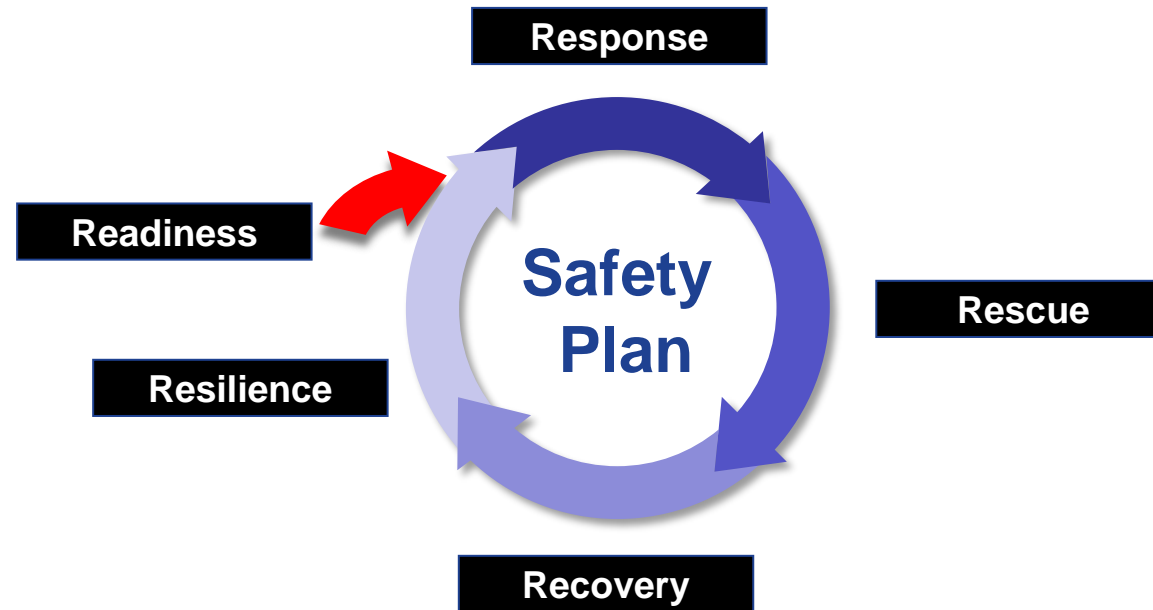 Response
Readiness
Safety
Plan
Rescue
Resilience
Recovery